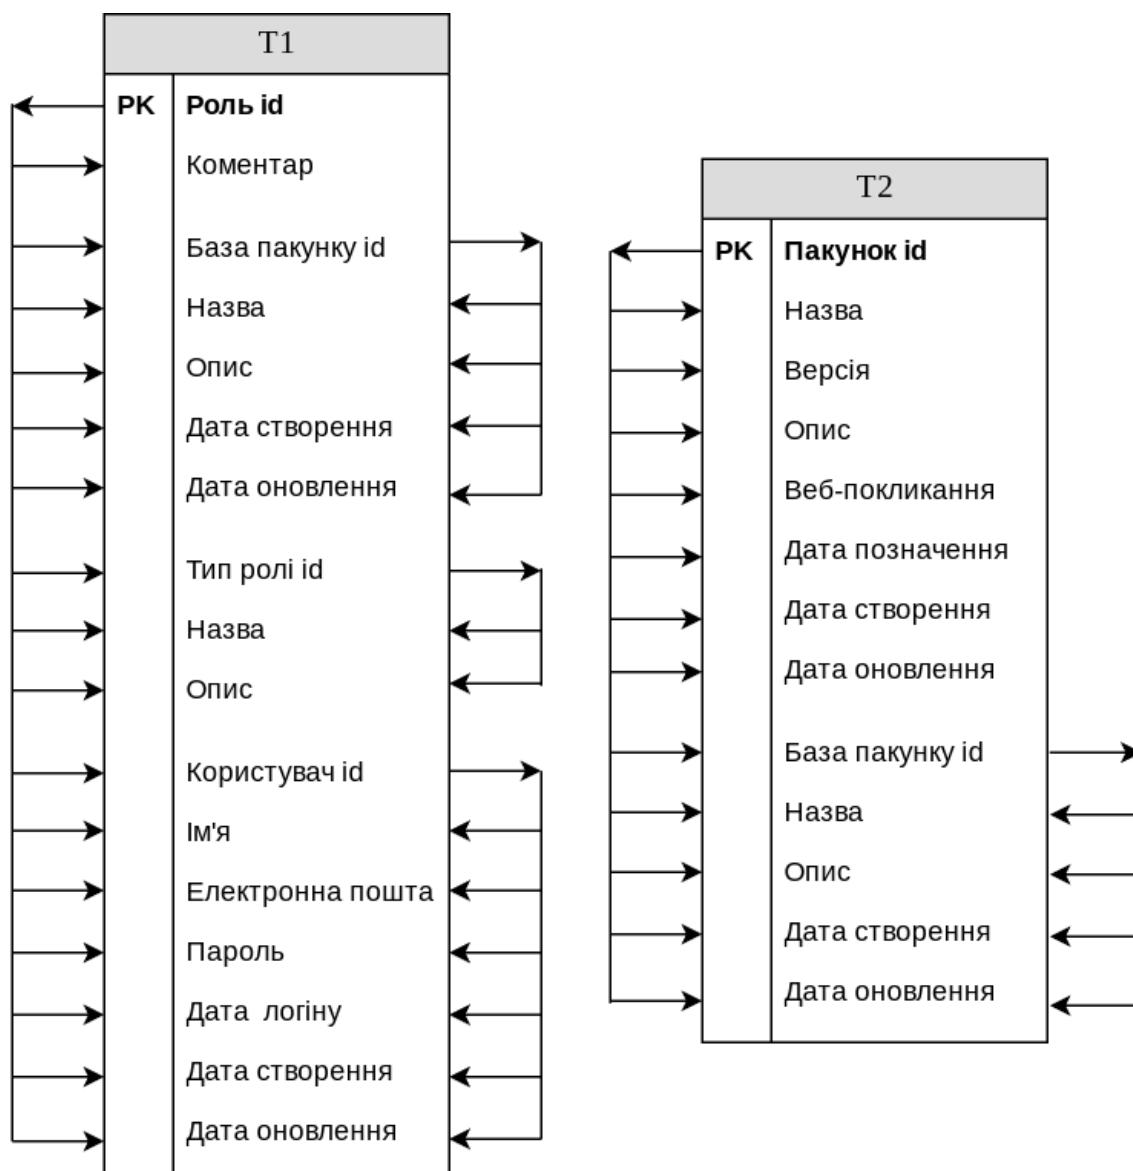 T1
PK Роль id
Коментар
База пакунку id
Назва
Опис
Дата створення
Дата оновлення
Тип ролі id
Назва
Опис
Користувач id
Ім'я
Електронна пошта
Пароль
Дата логіну
Дата створення
Дата оновлення
T2
PK Пакунок id
Назва
Версія
Опис
Веб-покликання
Дата позначення
Дата створення
Дата оновлення
База пакунку id
Назва
Опис
Дата створення
Дата оновлення